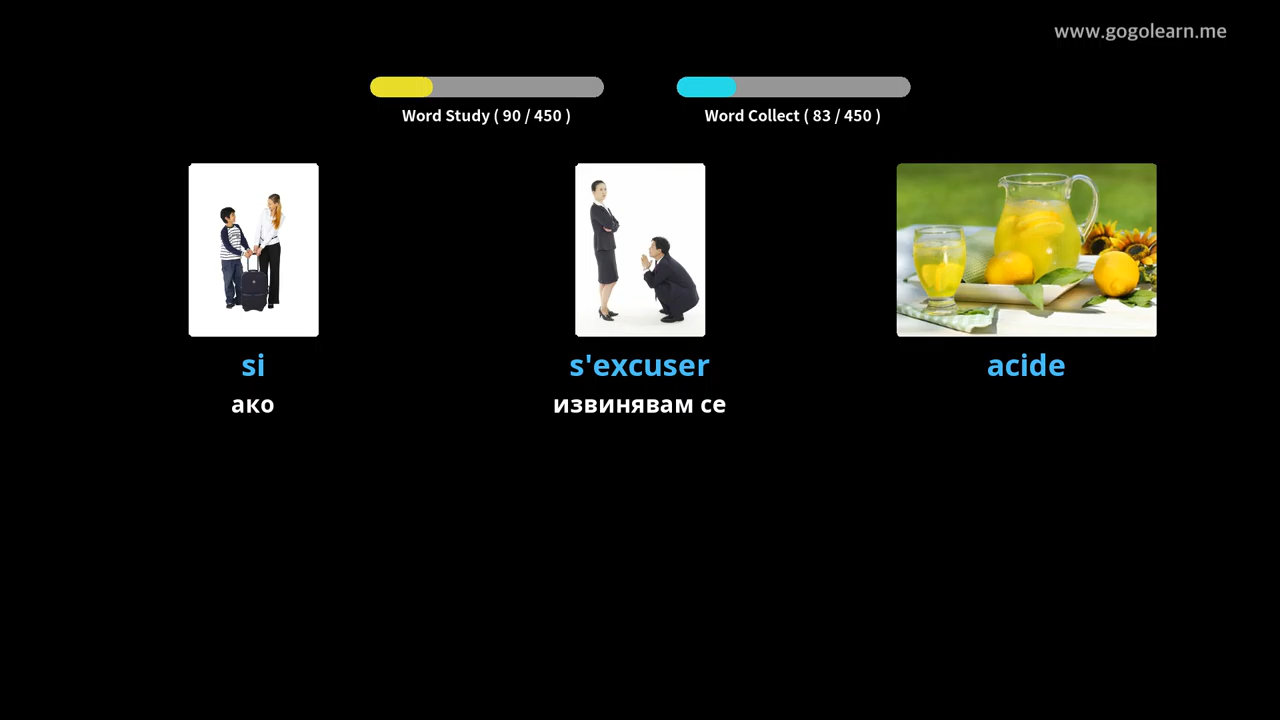 www.gogolearn.me
Word Study ( 90 / 450 )
Word Collect ( 83 / 450 )
si
s'excuser
acide
ако
извинявам се